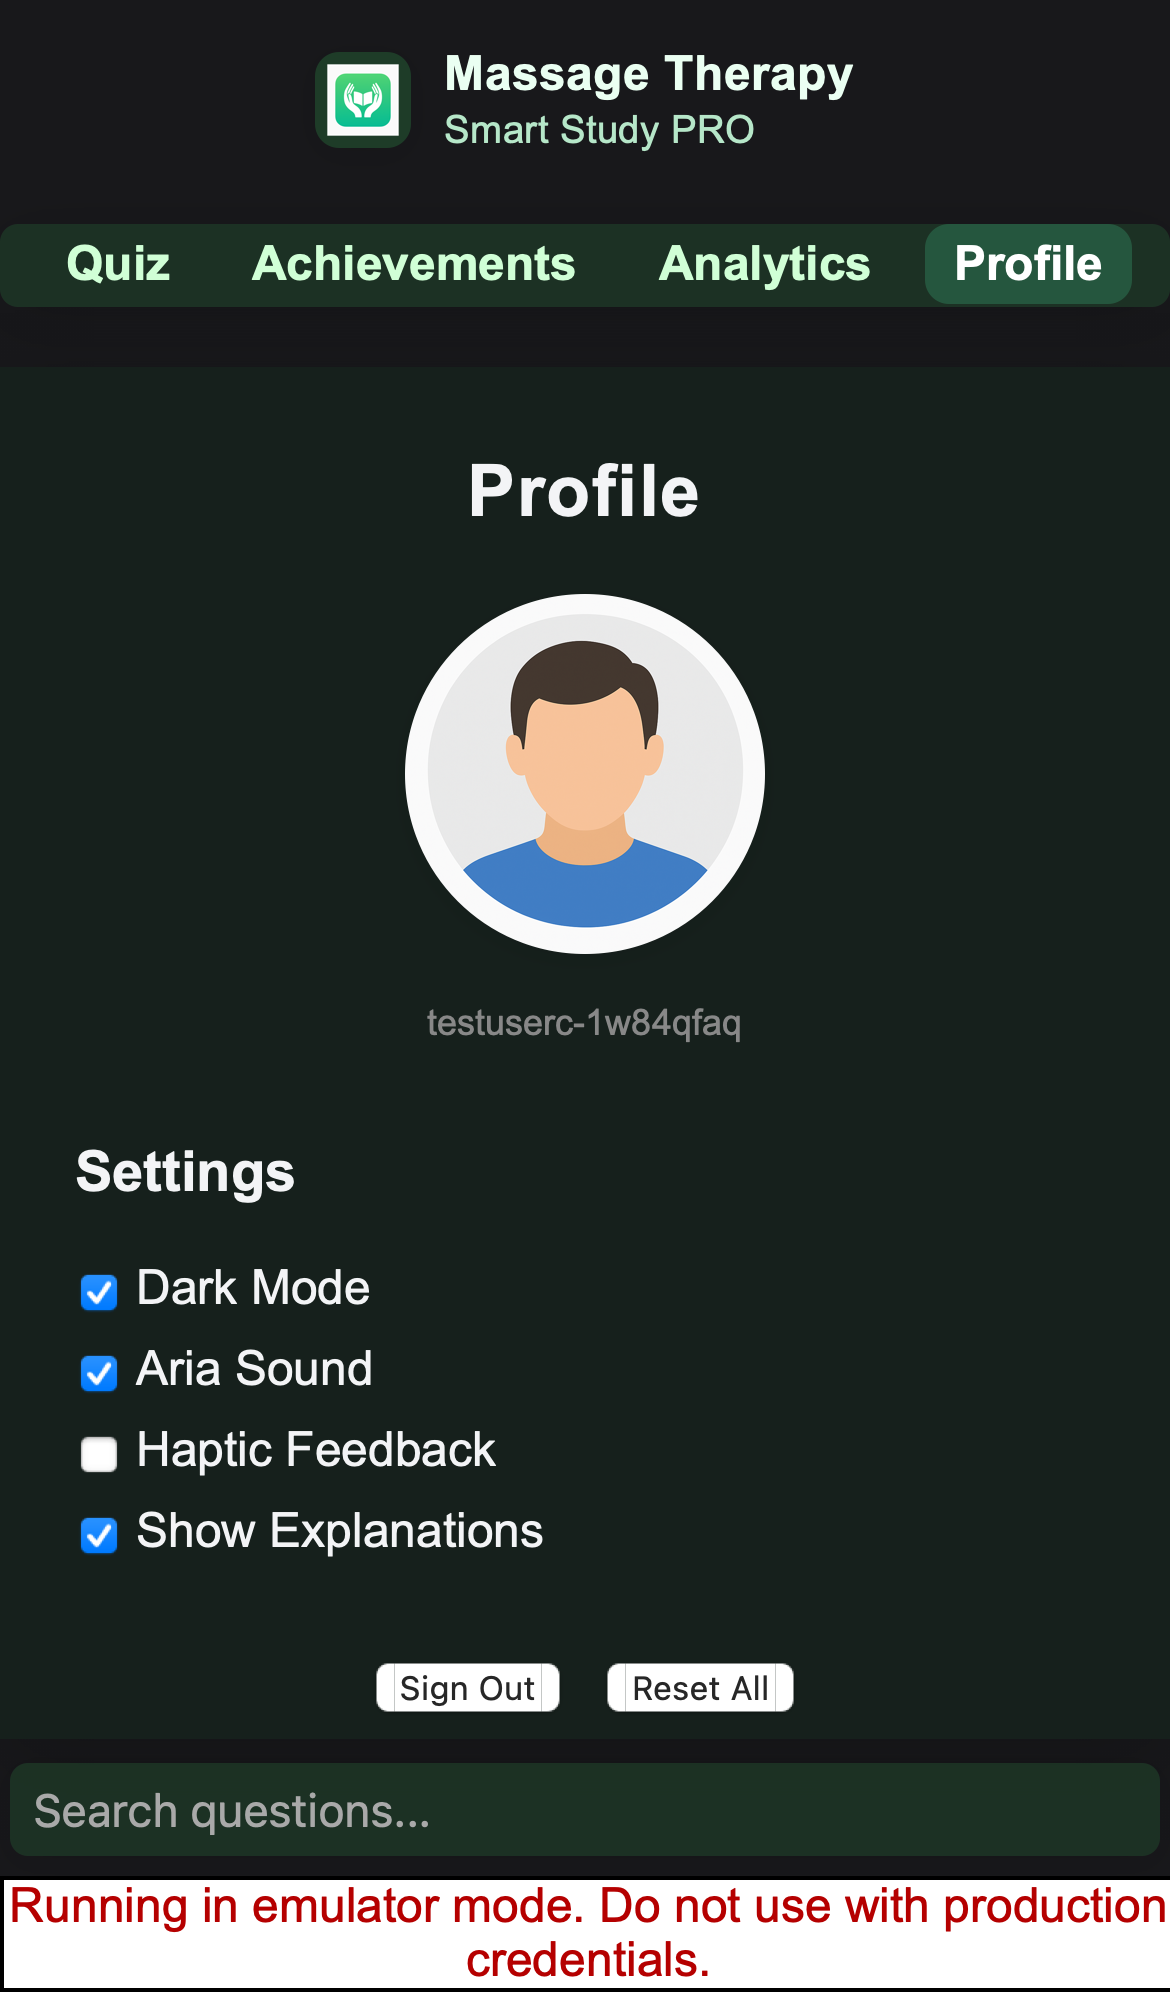 Massage Therapy
Smart Study PRO
Quiz Achievements Analytics Profile
Profile
testuserc-1w84qfaq
Settings
Dark Mode
Aria Sound
Haptic Feedback
Show Explanations
Sign Out Reset All
Search questions...
Running in emulator mode. Do not use with production
credentials.